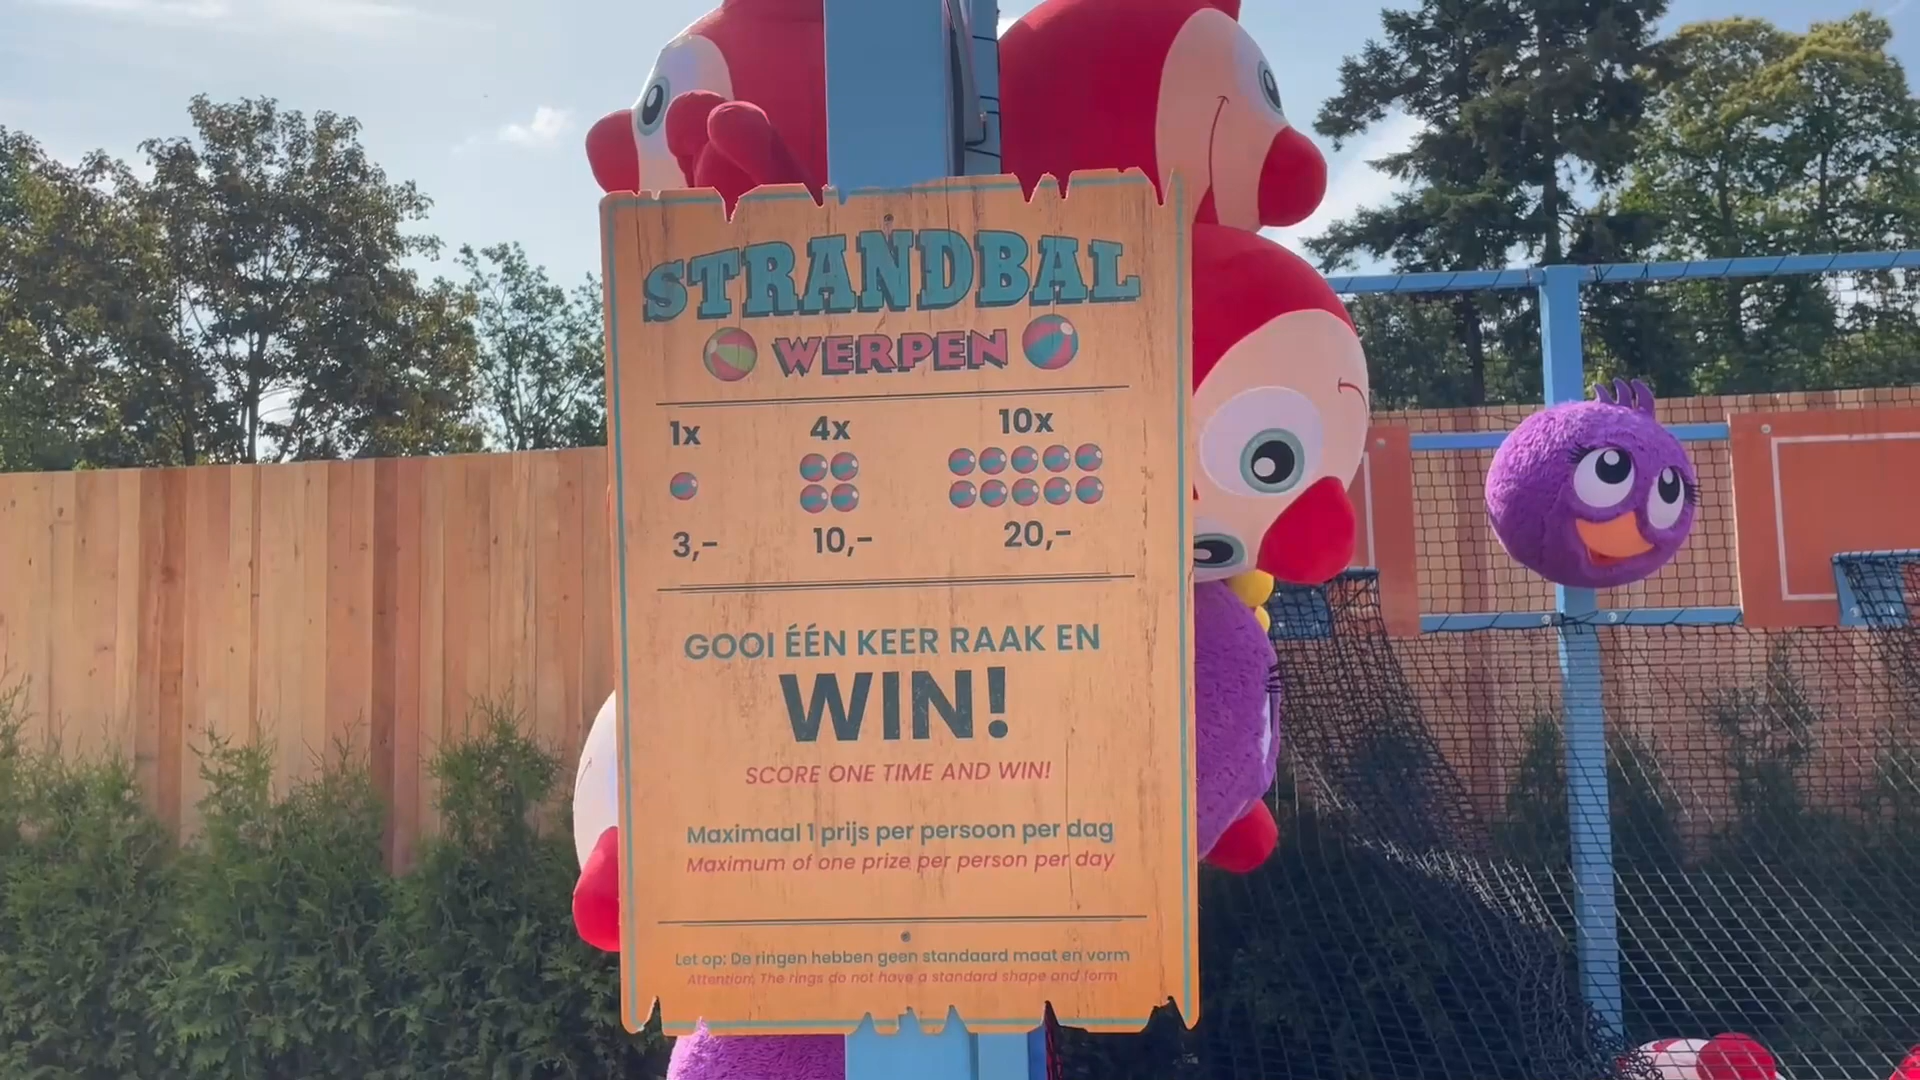 STRANDBAL
WERPEN
1x 4x 10x
3,- 10,- 20,-
GOOI ÉÉN KEER RAAK EN
WIN!
SCORE ONE TIME AND WIN!
Maximaal 1 prijs per persoon per dag
Maximum of one prize per person per day
Let op: De ringen hebben geen standaard maat en vorm
Attention: The rings do not have a standard shape and form